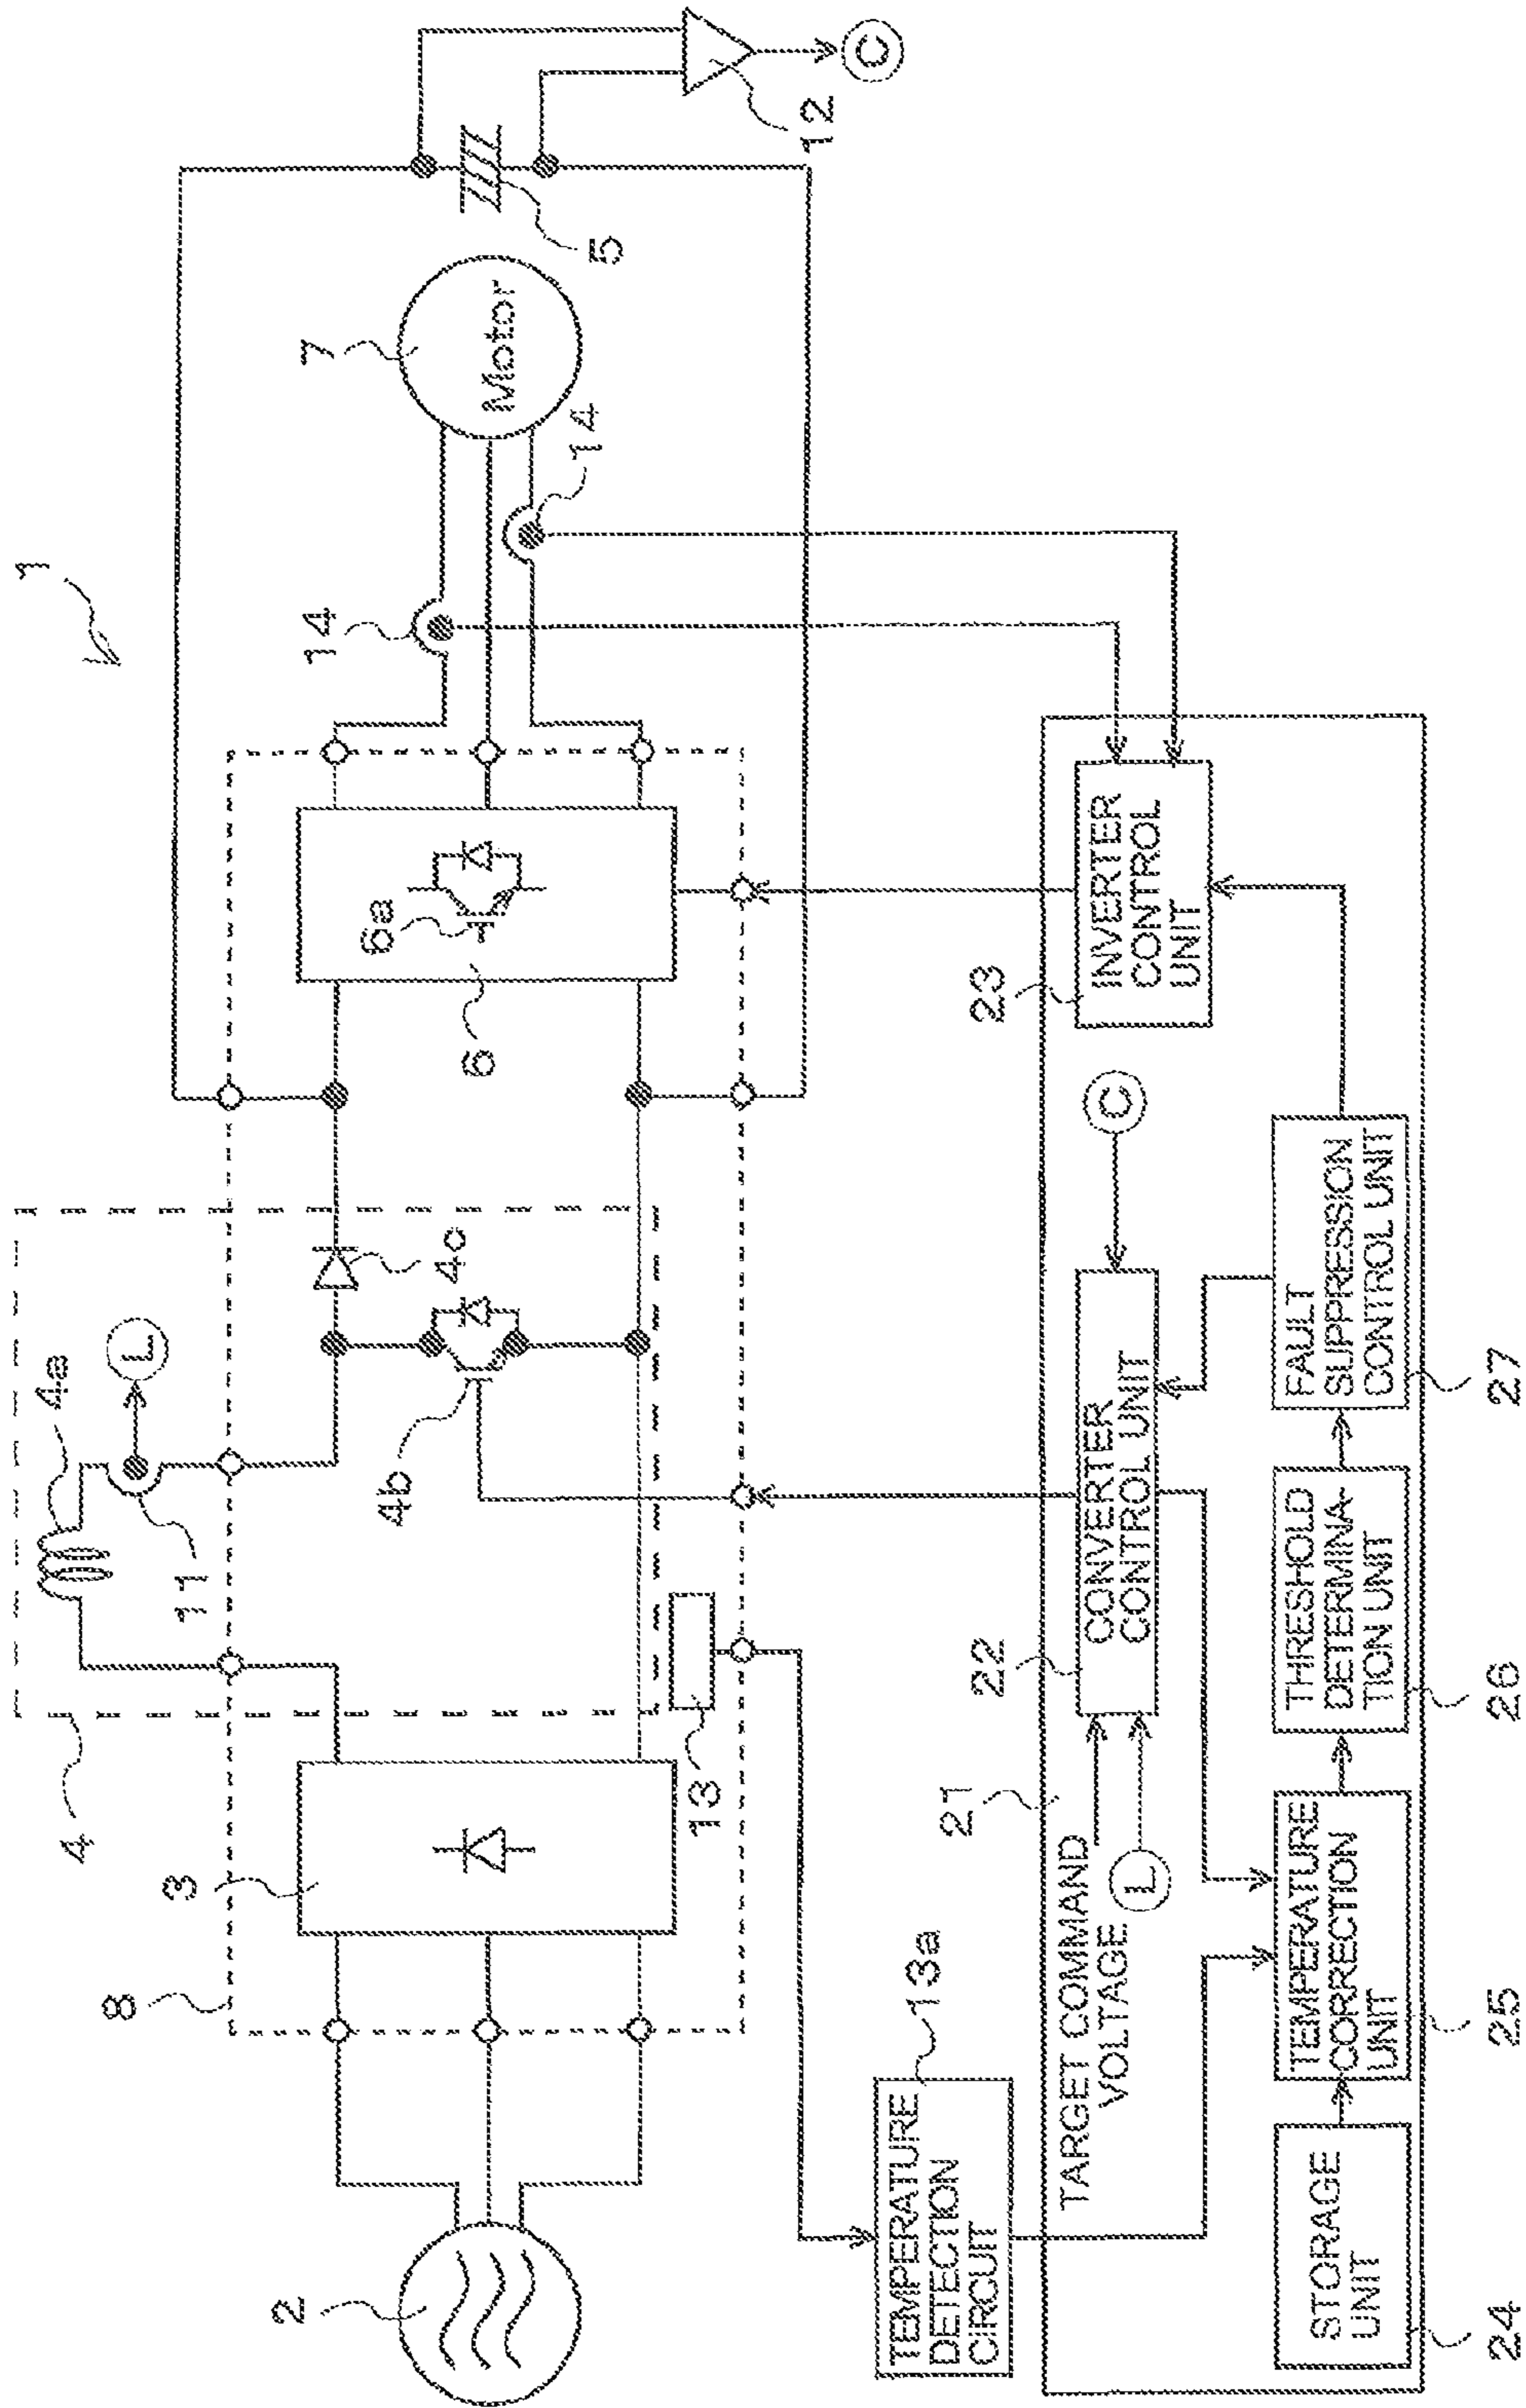 1
4
4a
L
11
8
3
4b
4c
6a
6
14
14
7
Motor
5
12
C
2
13
13a
TEMPERATURE
DETECTION
CIRCUIT
21
TARGET COMMAND
VOLTAGE
L
22
CONVERTER
CONTROL UNIT
C
23
INVERTER
CONTROL
UNIT
STORAGE
UNIT
24
TEMPERATURE
CORRECTION
UNIT
25
THRESHOLD
DETERMINA-
TION UNIT
26
FAULT
SUPPRESSION
CONTROL UNIT
27